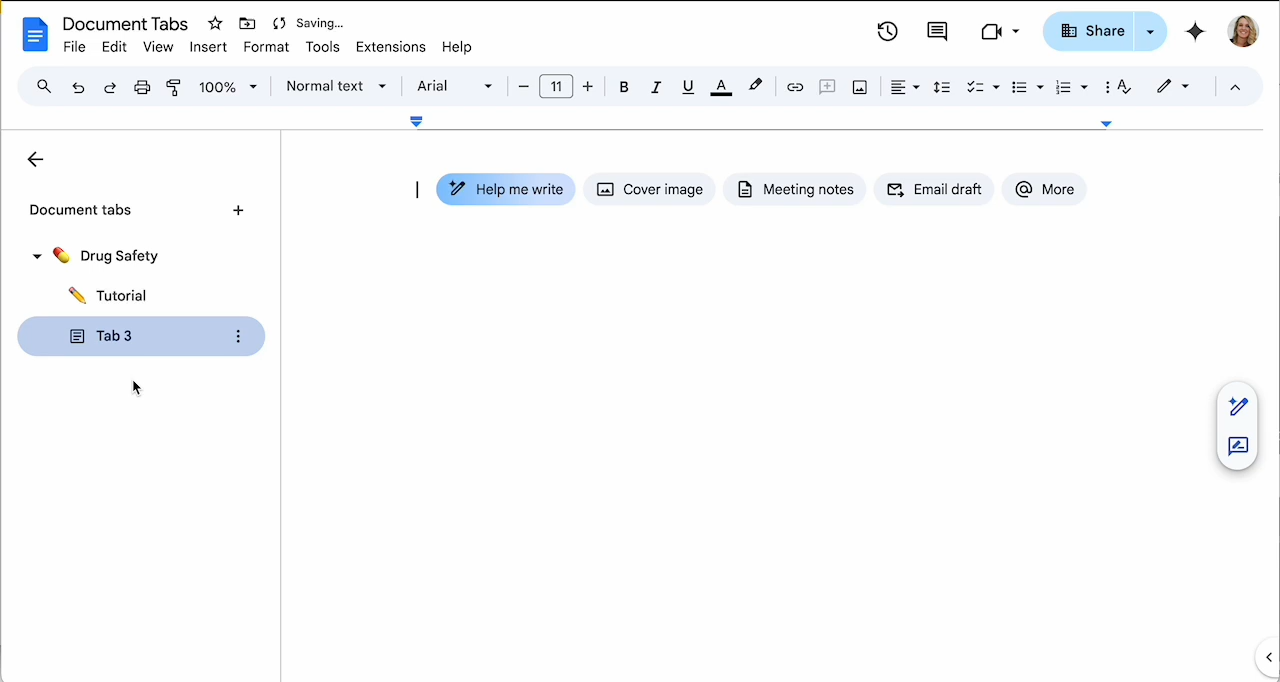 Document Tabs Saving...
File Edit View Insert Format Tools Extensions Help
Share
100% Normal text Arial 11 B I U A
Help me write Cover image Meeting notes Email draft More
Document tabs
Drug Safety
Tutorial
Tab 3